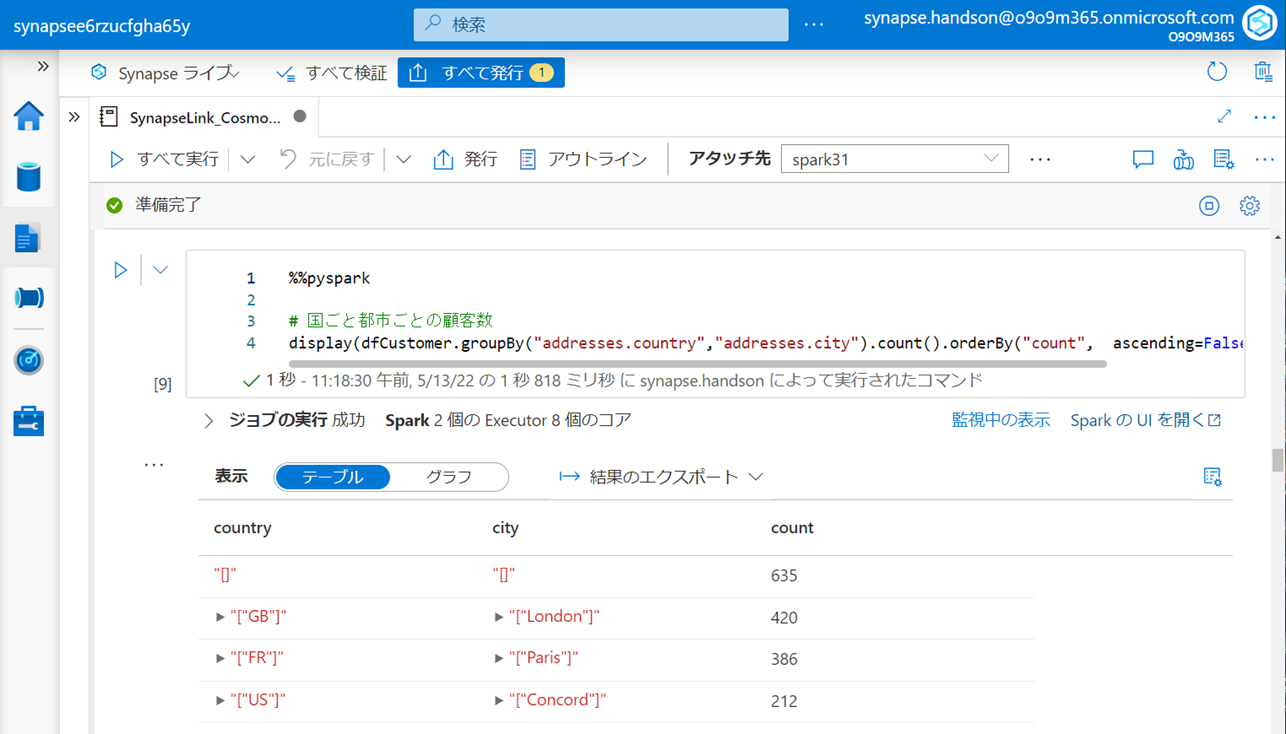 synapsee6rzucfgha65y
検索
synapse.handson@o9o9m365.onmicrosoft.com
O9O9M365
Synapse ライブ
すべて検証
すべて発行 1
SynapseLink_Cosmo...
すべて実行
元に戻す
発行
アウトライン
アタッチ先
spark31
準備完了
1 %%pyspark
2
3 # 国ごと都市ごとの顧客数
4 display(dfCustomer.groupBy("addresses.country","addresses.city").count().orderBy("count", ascending=False
[9]
1 秒 - 11:18:30 午前, 5/13/22 の 1 秒 818 ミリ秒 に synapse.handson によって実行されたコマンド
ジョブの実行 成功 Spark 2 個の Executor 8 個のコア 監視中の表示 Spark の UI を開く
表示 テーブル グラフ 結果のエクスポート
country city count
"[]" "[]" 635
"["GB"]" "["London"]" 420
"["FR"]" "["Paris"]" 386
"["US"]" "["Concord"]" 212